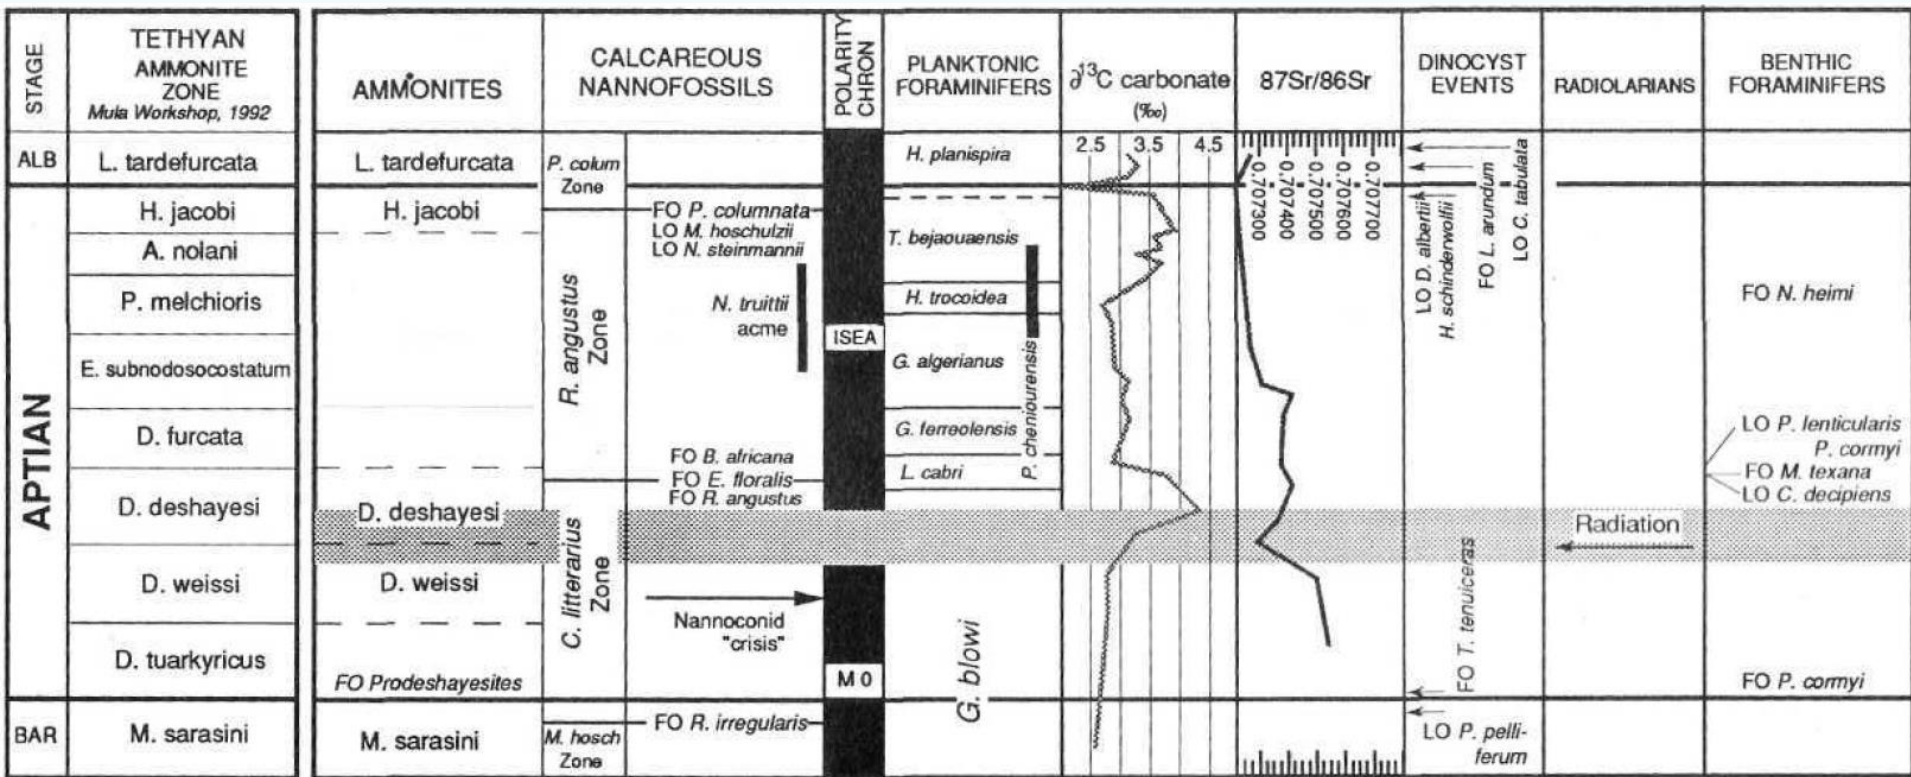 STAGE
TETHYAN
AMMONITE
ZONE
Mula Workshop, 1992
AMMONITES
CALCAREOUS
NANNOFOSSILS
POLARITY
CHRON
PLANKTONIC
FORAMINIFERS
∂13C carbonate
(‰)
87Sr/86Sr
DINOCYST
EVENTS
RADIOLARIANS
BENTHIC
FORAMINIFERS
ALB
APTIAN
BAR
L. tardefurcata
H. jacobi
A. nolani
P. melchioris
E. subnodosocostatum
D. furcata
D. deshayesi
D. weissi
D. tuarkyricus
M. sarasini
L. tardefurcata
H. jacobi
D. deshayesi
D. weissi
FO Prodeshayesites
M. sarasini
P. colum
Zone
R. angustus
Zone
C. litterarius
Zone
M. hosch
Zone
FO P. columnata
LO M. hoschulzii
LO N. steinmannii
N. truittii
acme
FO B. africana
FO E. floralis
FO R. angustus
Nannoconid
"crisis"
FO R. irregularis
ISEA
M 0
H. planispira
T. bejaouaensis
H. trocoidea
G. algerianus
G. ferreolensis
L. cabri
P. cheniourensis
G. blowi
2.5 3.5 4.5
0.707300
0.707400
0.707500
0.707600
0.707700
LO D. albertii
H. schinderwolfii
FO L. arundum
LO C. tabulata
FO T. tenuiceras
LO P. pelli-
ferum
Radiation
FO N. heimi
LO P. lenticularis
P. cormyi
FO M. texana
LO C. decipiens
FO P. cormyi